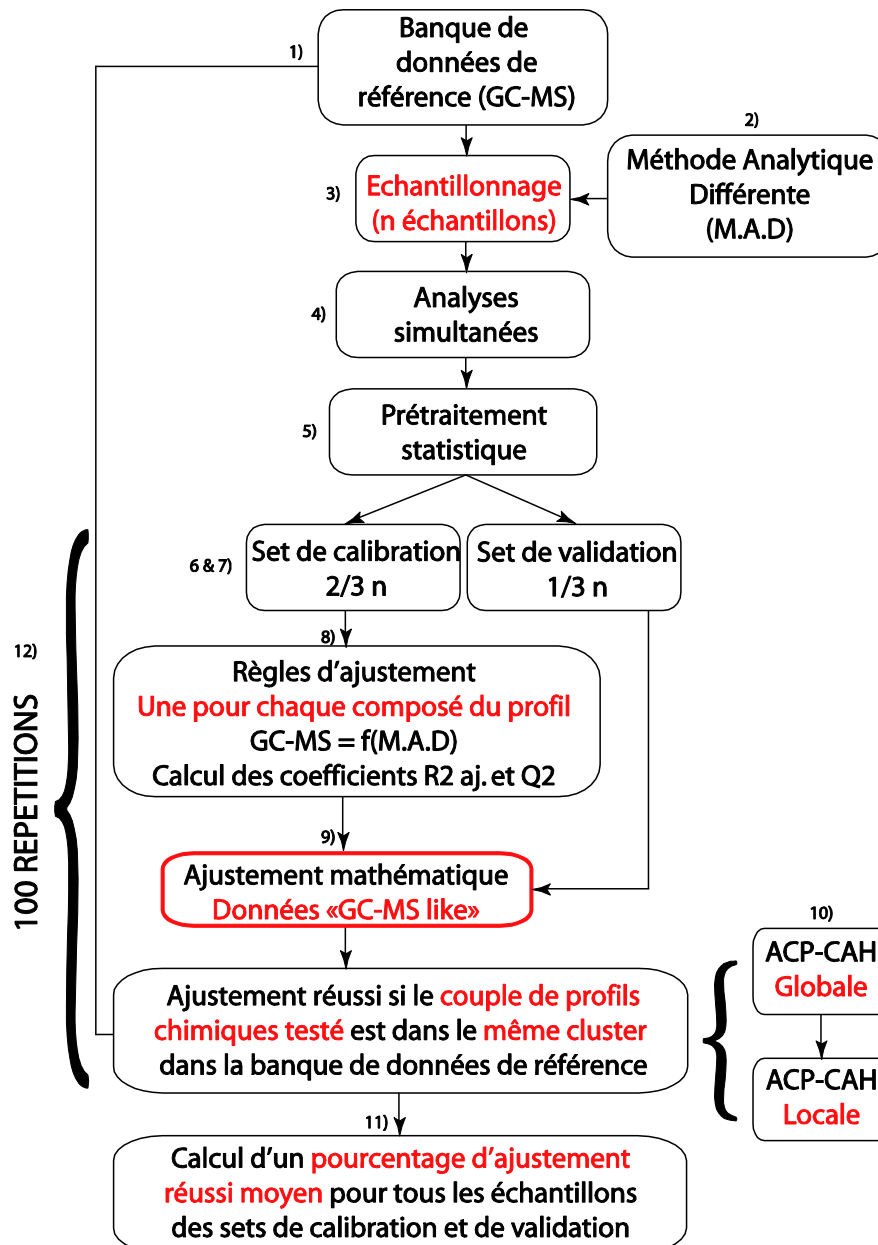 1)
Banque de
données de
référence (GC-MS)
2)
Méthode Analytique
Différente
(M.A.D)
3)
Echantillonnage
(n échantillons)
4)
Analyses
simultanées
5)
Prétraitement
statistique
6 & 7)
Set de calibration
2/3 n
Set de validation
1/3 n
12)
100 REPETITIONS
8)
Règles d'ajustement
Une pour chaque composé du profil
GC-MS = f(M.A.D)
Calcul des coefficients R2 aj. et Q2
9)
Ajustement mathématique
Données «GC-MS like»
10)
ACP-CAH
Globale
ACP-CAH
Locale
Ajustement réussi si le couple de profils
chimiques testé est dans le même cluster
dans la banque de données de référence
11)
Calcul d'un pourcentage d'ajustement
réussi moyen pour tous les échantillons
des sets de calibration et de validation